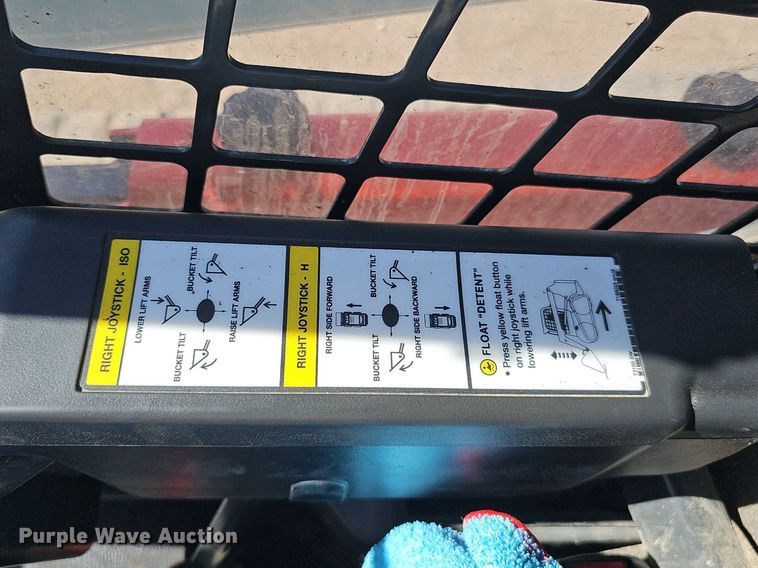 RIGHT JOYSTICK - ISO
LOWER LIFT ARMS
BUCKET TILT
BUCKET TILT
RAISE LIFT ARMS
RIGHT JOYSTICK - H
RIGHT SIDE FORWARD
BUCKET TILT
BUCKET TILT
RIGHT SIDE BACKWARD
FLOAT "DETENT"
• Press yellow float button
on right joystick while
lowering lift arms.
Purple Wave Auction